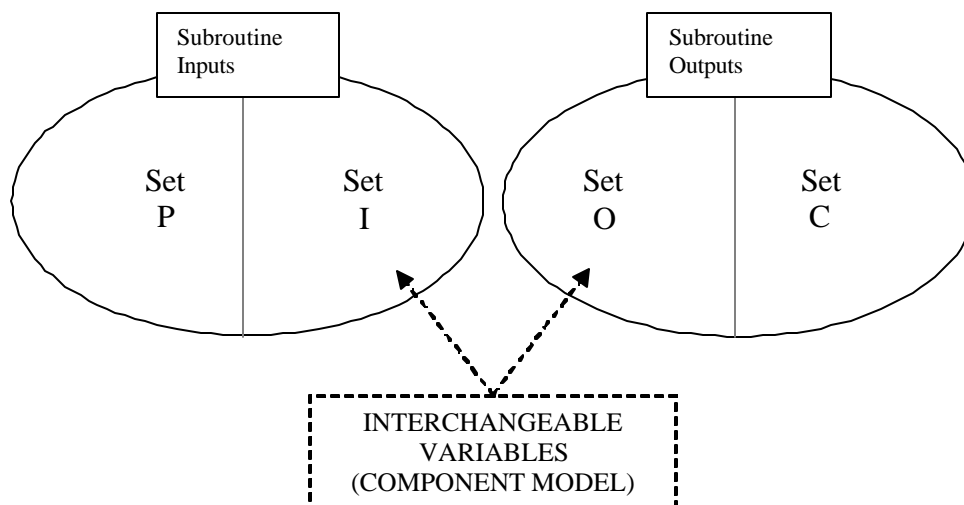 Subroutine
Inputs
Subroutine
Outputs
Set
P
Set
I
Set
O
Set
C
INTERCHANGEABLE
VARIABLES
(COMPONENT MODEL)